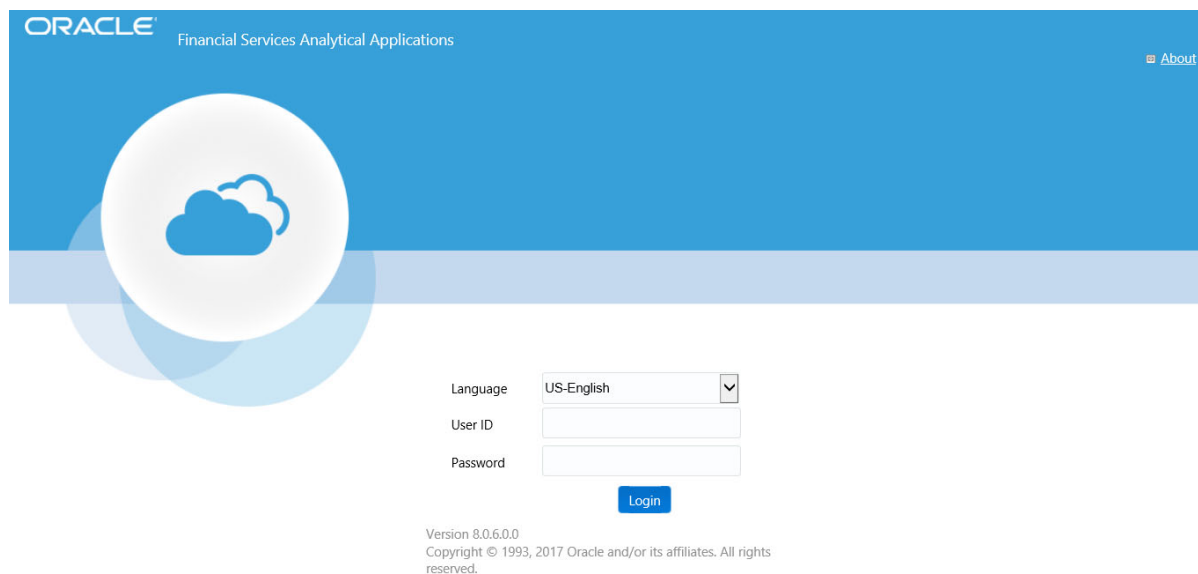 ORACLE
Financial Services Analytical Applications
About
Language US-English
User ID
Password
Login
Version 8.0.6.0.0
Copyright © 1993, 2017 Oracle and/or its affiliates. All rights
reserved.